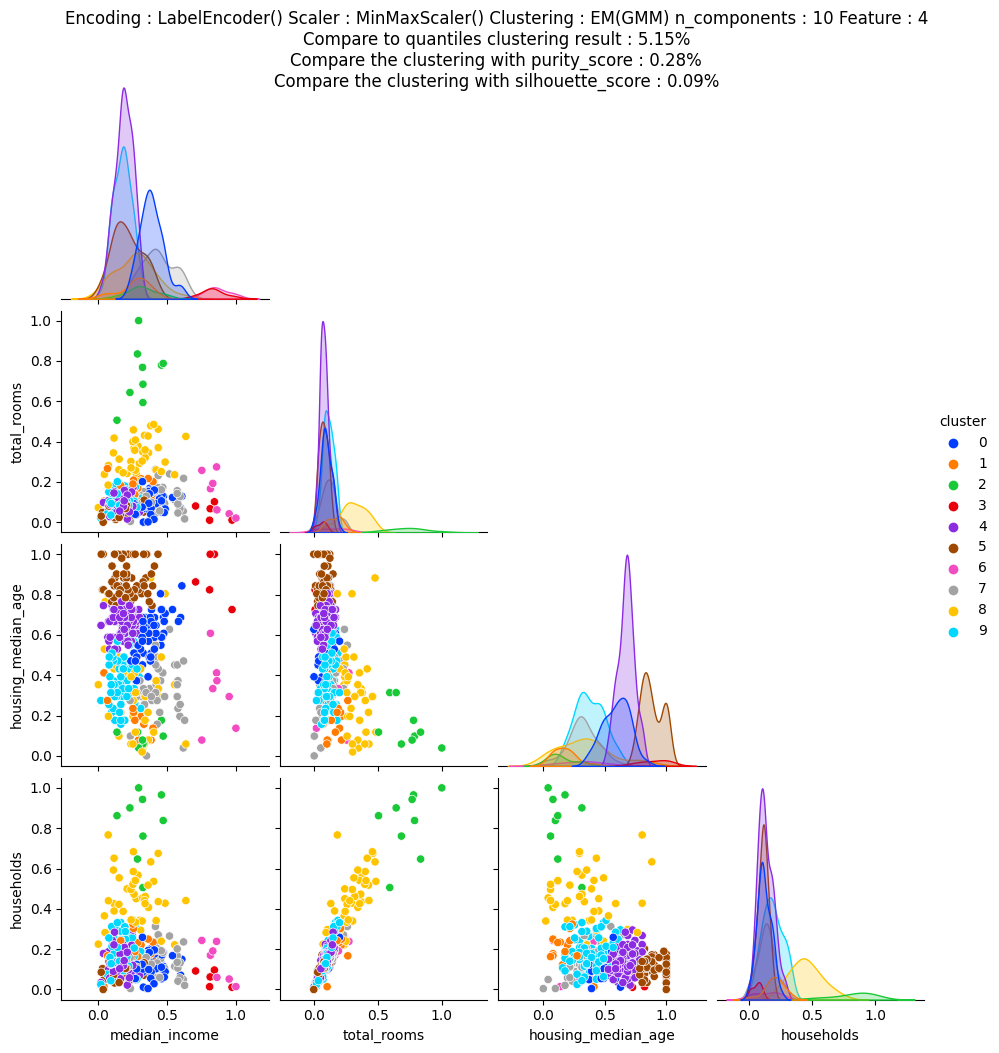 Encoding : LabelEncoder() Scaler : MinMaxScaler() Clustering : EM(GMM) n_components : 10 Feature : 4
Compare to quantiles clustering result : 5.15%
Compare the clustering with purity_score : 0.28%
Compare the clustering with silhouette_score : 0.09%
1.0
0.8
0.6
0.4
0.2
0.0
total_rooms
cluster
0
1
2
3
4
5
6
7
8
9
1.0
0.8
0.6
0.4
0.2
0.0
housing_median_age
1.0
0.8
0.6
0.4
0.2
0.0
households
0.0 0.5 1.0
median_income
0.0 0.5 1.0
total_rooms
0.0 0.5 1.0
housing_median_age
0.0 0.5 1.0
households